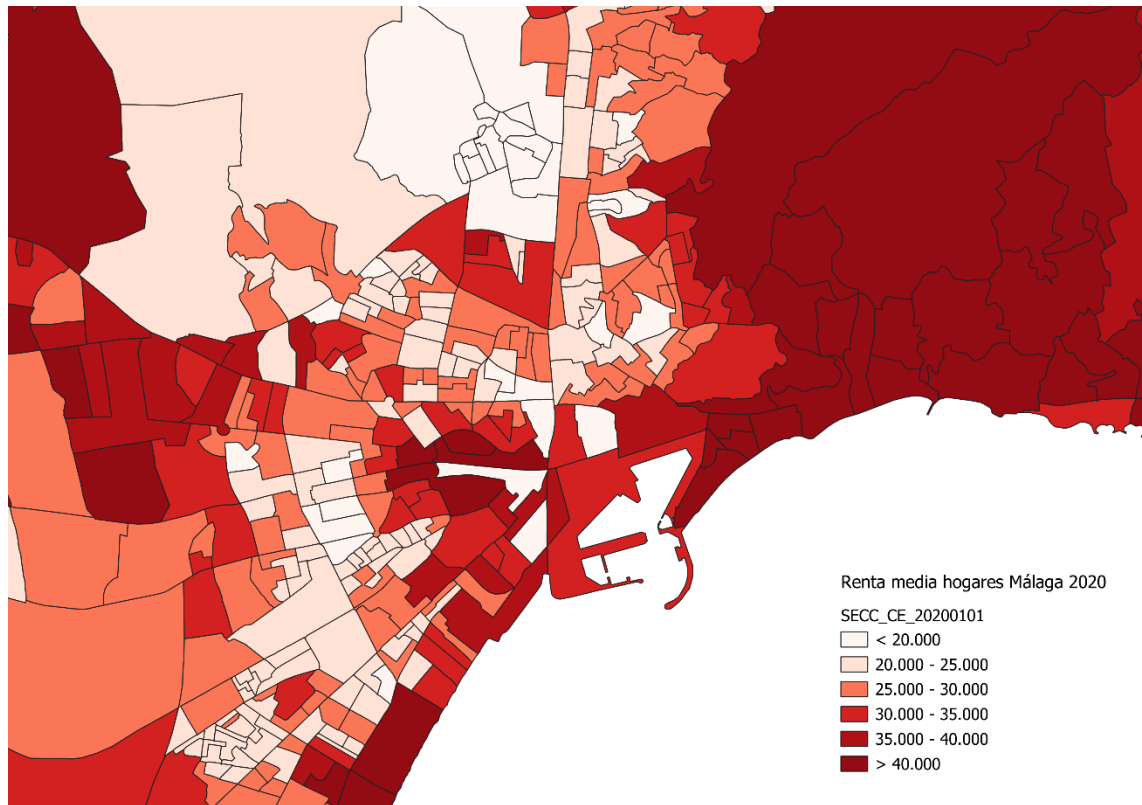 Renta media hogares Málaga 2020
SECC_CE_20200101
< 20.000
20.000 - 25.000
25.000 - 30.000
30.000 - 35.000
35.000 - 40.000
> 40.000